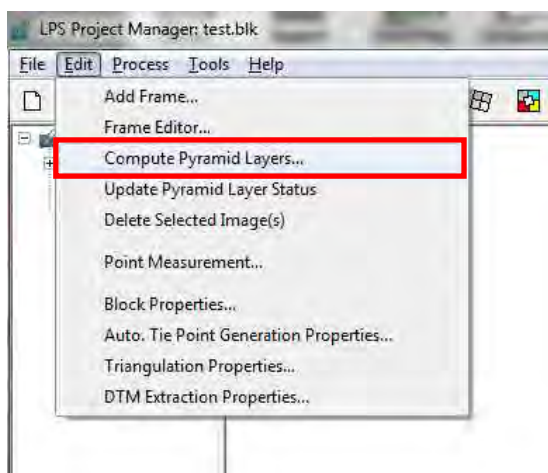 LPS Project Manager: test.blk
File Edit Process Tools Help
Add Frame...
Frame Editor...
Compute Pyramid Layers...
Update Pyramid Layer Status
Delete Selected Image(s)
Point Measurement...
Block Properties...
Auto. Tie Point Generation Properties...
Triangulation Properties...
DTM Extraction Properties...